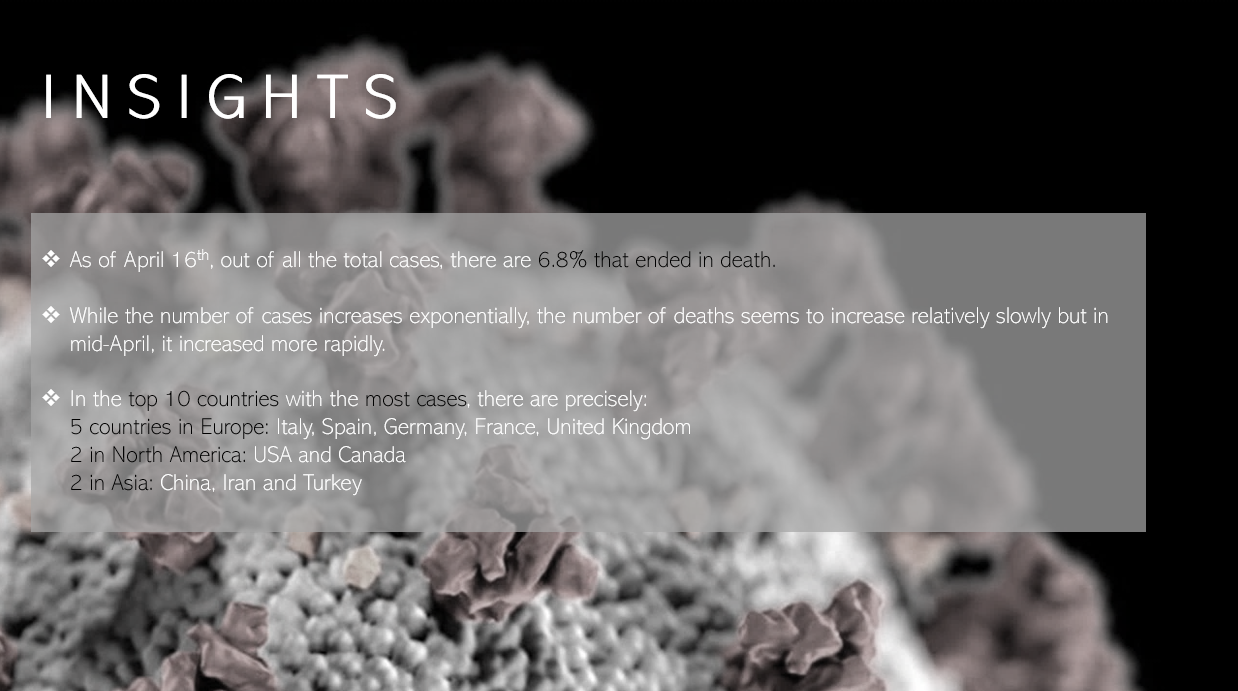 INSIGHTS
❖ As of April 16th, out of all the total cases, there are 6.8% that ended in death.
❖ While the number of cases increases exponentially, the number of deaths seems to increase relatively slowly but in
mid-April, it increased more rapidly.
❖ In the top 10 countries with the most cases, there are precisely:
5 countries in Europe: Italy, Spain, Germany, France, United Kingdom
2 in North America: USA and Canada
2 in Asia: China, Iran and Turkey